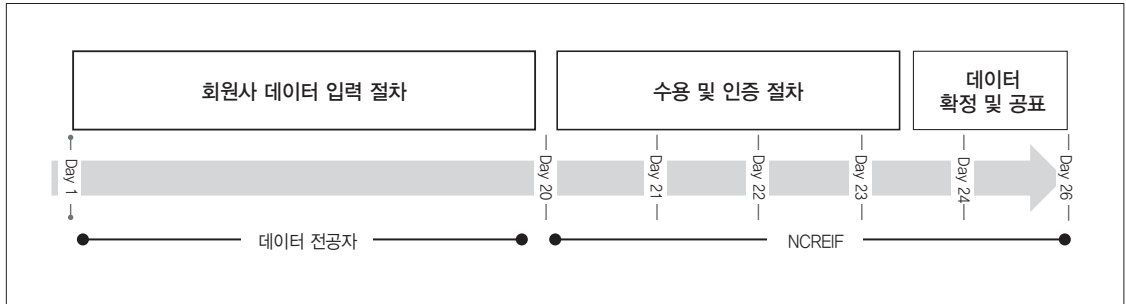 회원사 데이터 입력 절차
수용 및 인증 절차
데이터
확정 및 공표
Day 1
Day 20
Day 21
Day 22
Day 23
Day 24
Day 26
데이터 전공자
NCREIF